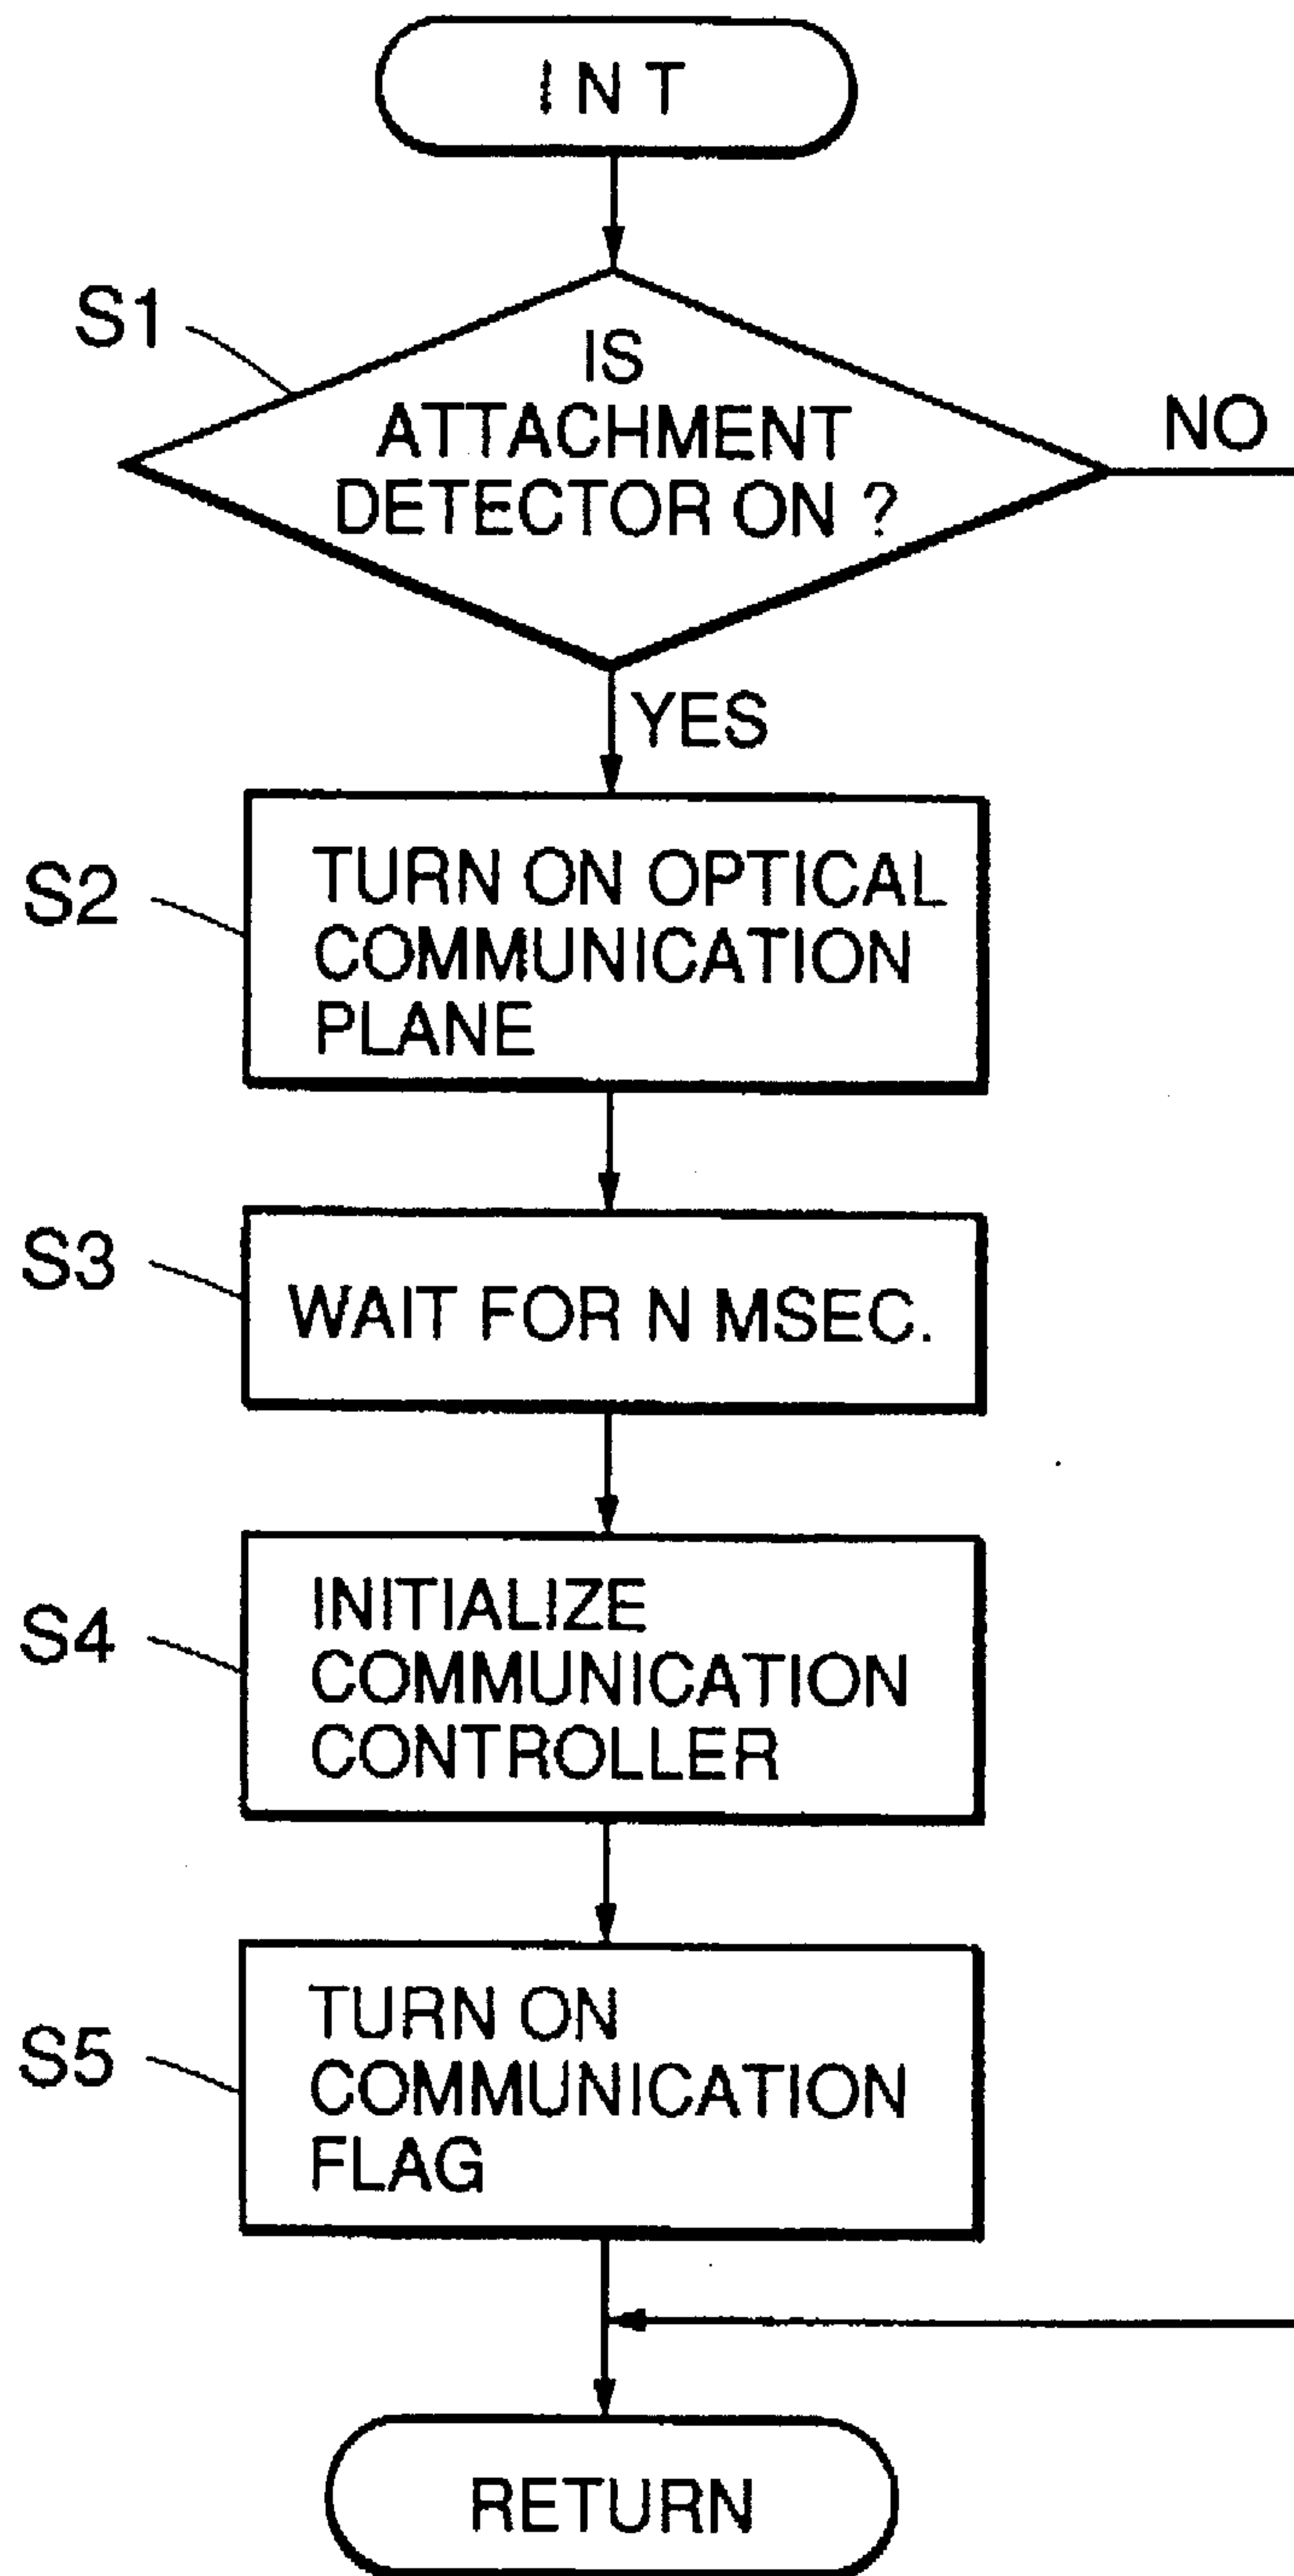 INT
S1
IS
ATTACHMENT
DETECTOR ON ?
NO
YES
S2
TURN ON OPTICAL
COMMUNICATION
PLANE
S3
WAIT FOR N MSEC.
S4
INITIALIZE
COMMUNICATION
CONTROLLER
S5
TURN ON
COMMUNICATION
FLAG
RETURN